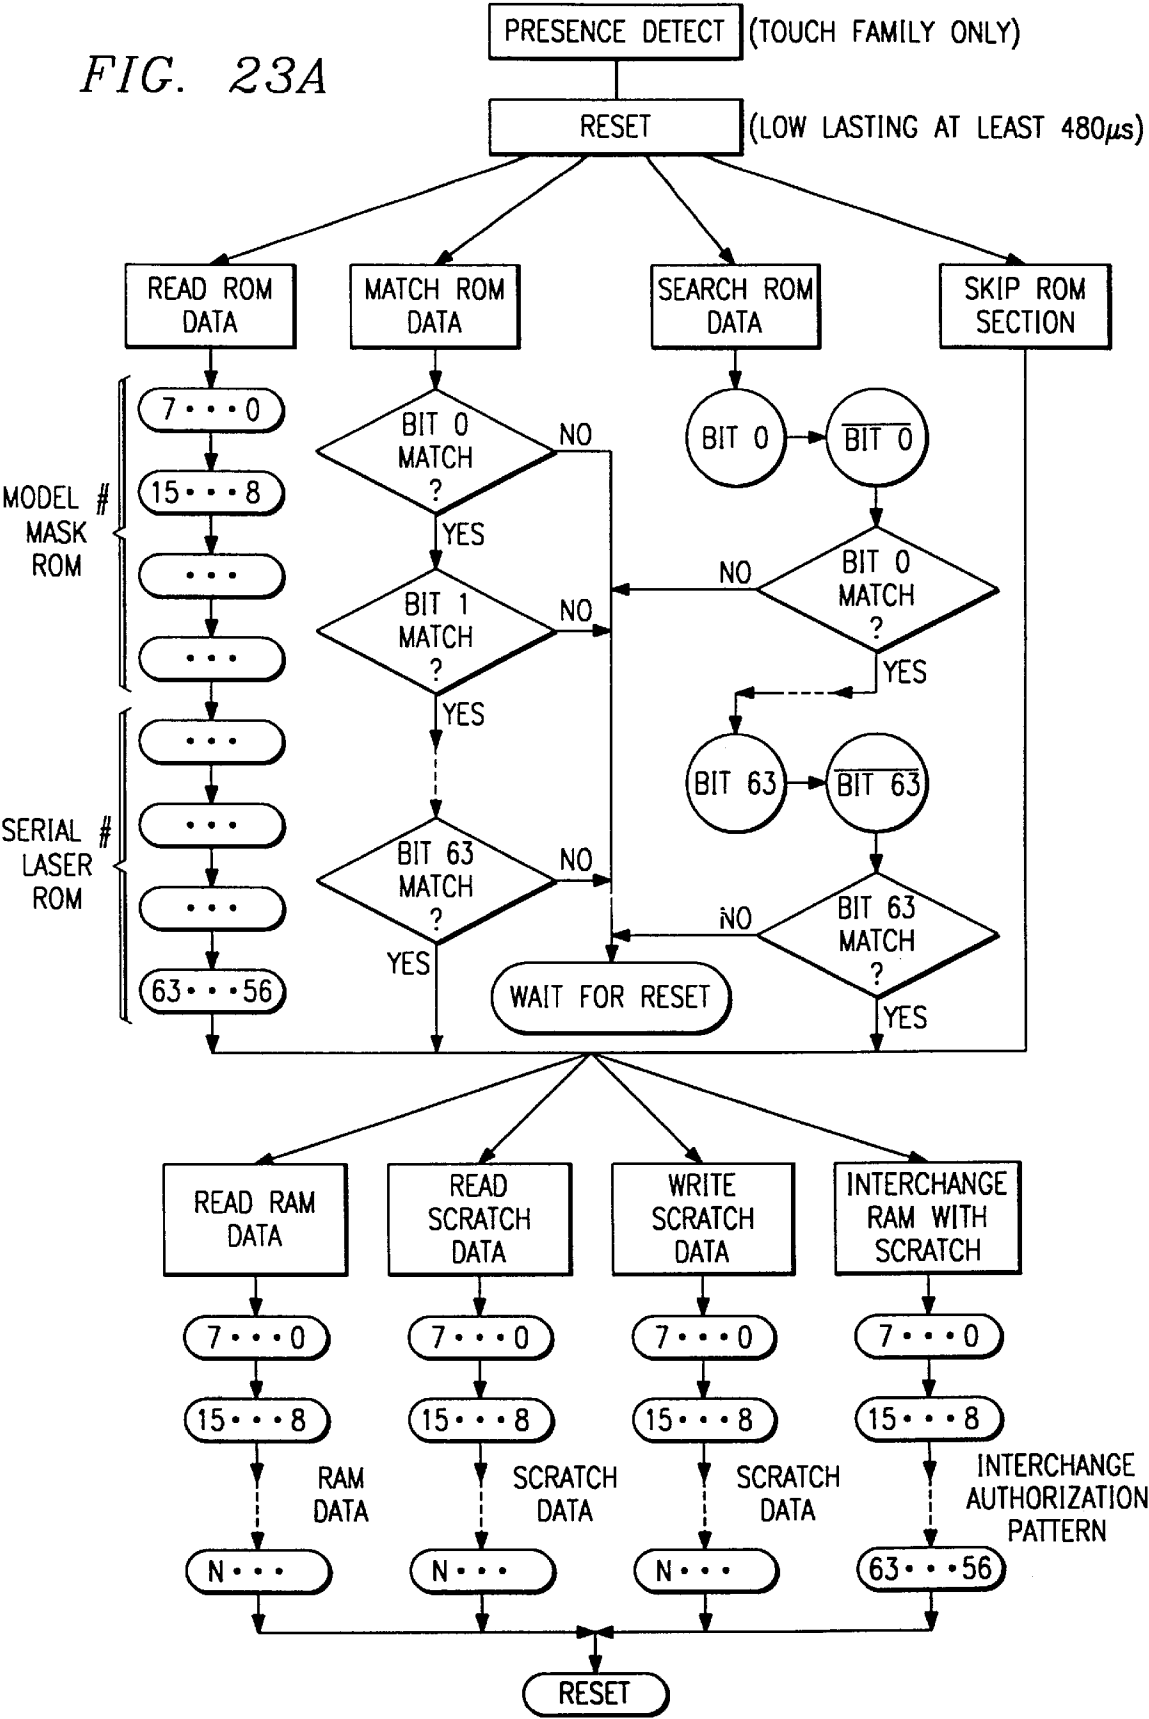 FIG. 23A
PRESENCE DETECT
(TOUCH FAMILY ONLY)
RESET
(LOW LASTING AT LEAST 480μs)
READ ROM
DATA
MATCH ROM
DATA
SEARCH ROM
DATA
SKIP ROM
SECTION
MODEL #
MASK
ROM
7···0
15···8
···
···
SERIAL #
LASER
ROM
···
···
···
63···56
BIT 0
MATCH
?
NO
YES
BIT 1
MATCH
?
NO
YES
BIT 63
MATCH
?
NO
YES
BIT 0
BIT 0
BIT 0
MATCH
?
NO
YES
BIT 63
BIT 63
BIT 63
MATCH
?
NO
YES
WAIT FOR RESET
READ RAM
DATA
READ
SCRATCH
DATA
WRITE
SCRATCH
DATA
INTERCHANGE
RAM WITH
SCRATCH
7···0
7···0
7···0
7···0
15···8
15···8
15···8
15···8
RAM
DATA
SCRATCH
DATA
SCRATCH
DATA
INTERCHANGE
AUTHORIZATION
PATTERN
N···
N···
N···
63···56
RESET